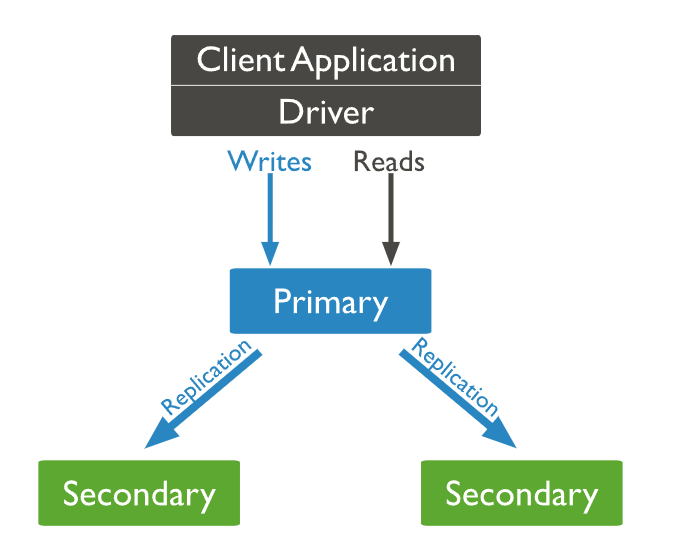 Client Application
Driver
Writes
Reads
Primary
Replication
Replication
Secondary
Secondary